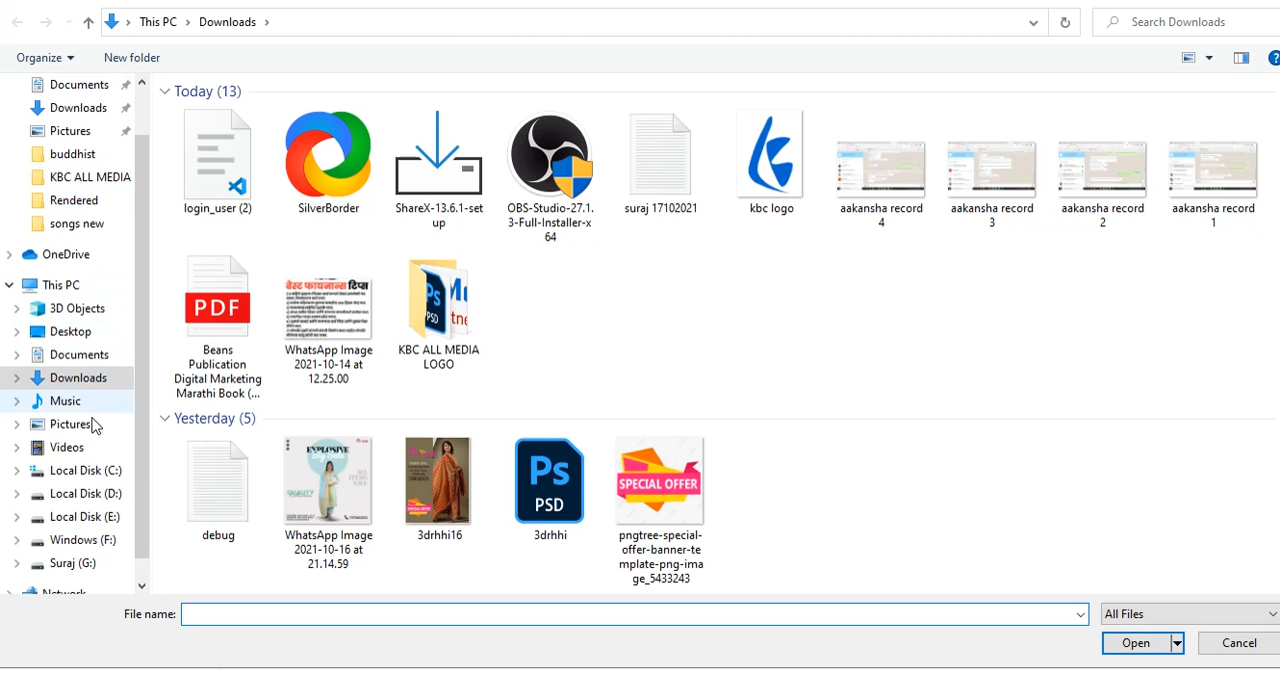 This PC > Downloads >
Search Downloads
Organize
New folder
Documents
Downloads
Pictures
buddhist
KBC ALL MEDIA
Rendered
songs new
OneDrive
This PC
3D Objects
Desktop
Documents
Downloads
Music
Pictures
Videos
Local Disk (C:)
Local Disk (D:)
Local Disk (E:)
Windows (F:)
Suraj (G:)
Network
Today (13)
login_user (2)
SilverBorder
ShareX-13.6.1-set
up
OBS-Studio-27.1.
3-Full-Installer-x
64
suraj 17102021
kbc logo
aakansha record
4
aakansha record
3
aakansha record
2
aakansha record
1
PDF
Beans
Publication
Digital Marketing
Marathi Book (...
बेस्ट फायनान्स टिप्स
WhatsApp Image
2021-10-14 at
12.25.00
Ps
PSD
KBC ALL MEDIA
LOGO
Yesterday (5)
debug
EXPLOSIVE
WhatsApp Image
2021-10-16 at
21.14.59
3drhhi16
Ps
PSD
3drhhi
SPECIAL OFFER
pngtree-special-
offer-banner-te
mplate-png-ima
ge_5433243
File name:
All Files
Open
Cancel